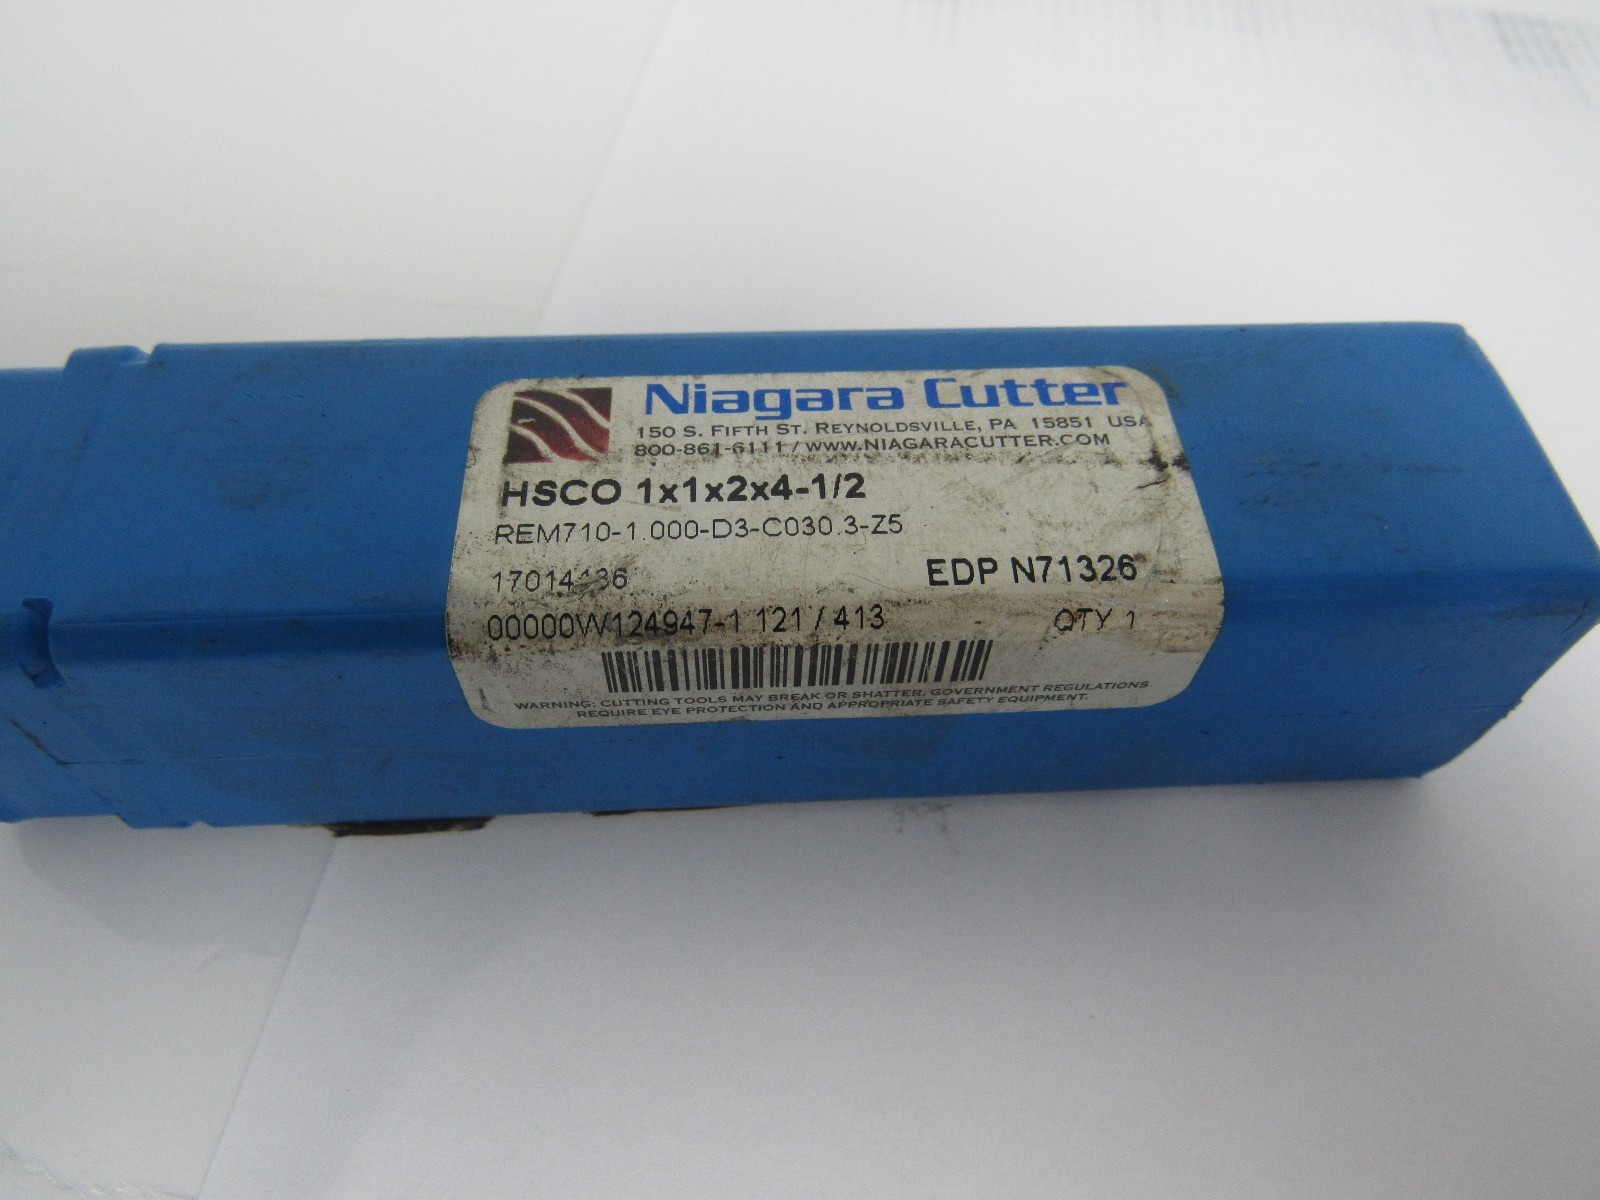 Niagara Cutter
150 S. FIFTH ST. REYNOLDSVILLE, PA 15851 USA
800-861-6111 / WWW.NIAGARACUTTER.COM
HSCO 1x1x2x4-1/2
REM710-1.000-D3-C030.3-Z5
EDP N71326
00000W124947-1 121 / 413 QTY 1
WARNING: CUTTING TOOLS MAY BREAK OR SHATTER. GOVERNMENT REGULATIONS
REQUIRE EYE PROTECTION AND APPROPRIATE SAFETY EQUIPMENT.